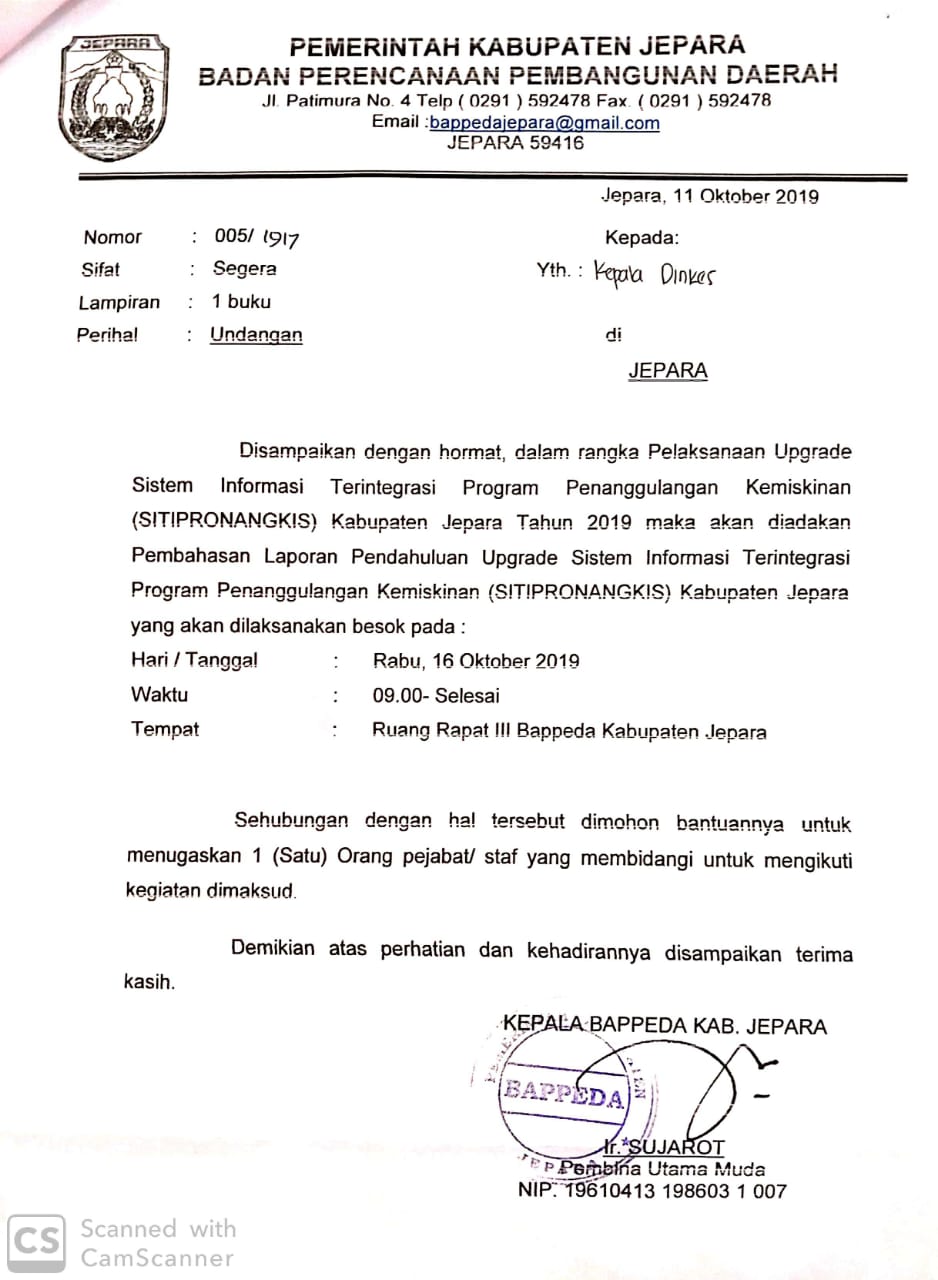 JEPARA
PEMERINTAH KABUPATEN JEPARA
BADAN PERENCANAAN PEMBANGUNAN DAERAH
Jl. Patimura No. 4 Telp ( 0291 ) 592478 Fax. ( 0291 ) 592478
Email :bappedajepara@gmail.com
JEPARA 59416
Jepara, 11 Oktober 2019
Nomor : 005/ 1917
Kepada:
Sifat : Segera
Yth. : Kepala Dinkes
Lampiran : 1 buku
Perihal : Undangan
di
JEPARA
Disampaikan dengan hormat, dalam rangka Pelaksanaan Upgrade
Sistem Informasi Terintegrasi Program Penanggulangan Kemiskinan
(SITIPRONANGKIS) Kabupaten Jepara Tahun 2019 maka akan diadakan
Pembahasan Laporan Pendahuluan Upgrade Sistem Informasi Terintegrasi
Program Penanggulangan Kemiskinan (SITIPRONANGKIS) Kabupaten Jepara
yang akan dilaksanakan besok pada :
Hari / Tanggal : Rabu, 16 Oktober 2019
Waktu : 09.00- Selesai
Tempat : Ruang Rapat III Bappeda Kabupaten Jepara
Sehubungan dengan hal tersebut dimohon bantuannya untuk
menugaskan 1 (Satu) Orang pejabat/ staf yang membidangi untuk mengikuti
kegiatan dimaksud.
Demikian atas perhatian dan kehadirannya disampaikan terima
kasih.
KEPALA BAPPEDA KAB. JEPARA
BAPPEDA
Ir. SUJAROT
Pembina Utama Muda
NIP. 19610413 198603 1 007
CS Scanned with
CamScanner